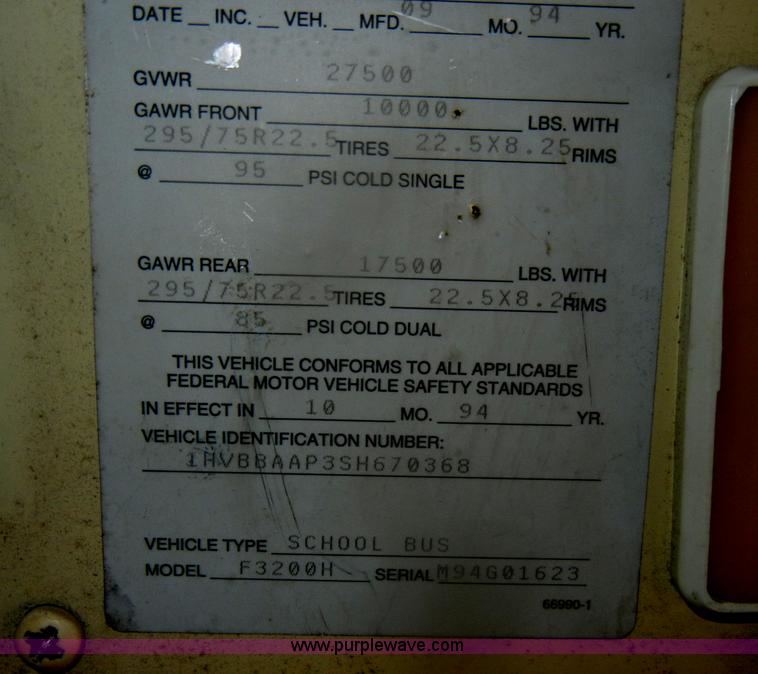 DATE _ INC. _ VEH. _ MFD. 09 MO. 94 YR.
GVWR 27500
GAWR FRONT 10000 LBS. WITH
295/75R22.5 TIRES 22.5X8.25 RIMS
@ 95 PSI COLD SINGLE
GAWR REAR 17500 LBS. WITH
295/75R22.5 TIRES 22.5X8.25 RIMS
@ 85 PSI COLD DUAL
THIS VEHICLE CONFORMS TO ALL APPLICABLE
FEDERAL MOTOR VEHICLE SAFETY STANDARDS
IN EFFECT IN 10 MO. 94 YR.
VEHICLE IDENTIFICATION NUMBER:
1HVBBAAP3SH670368
VEHICLE TYPE SCHOOL BUS
MODEL F3200H SERIAL M94G01623
66990-1
www.purplewave.com